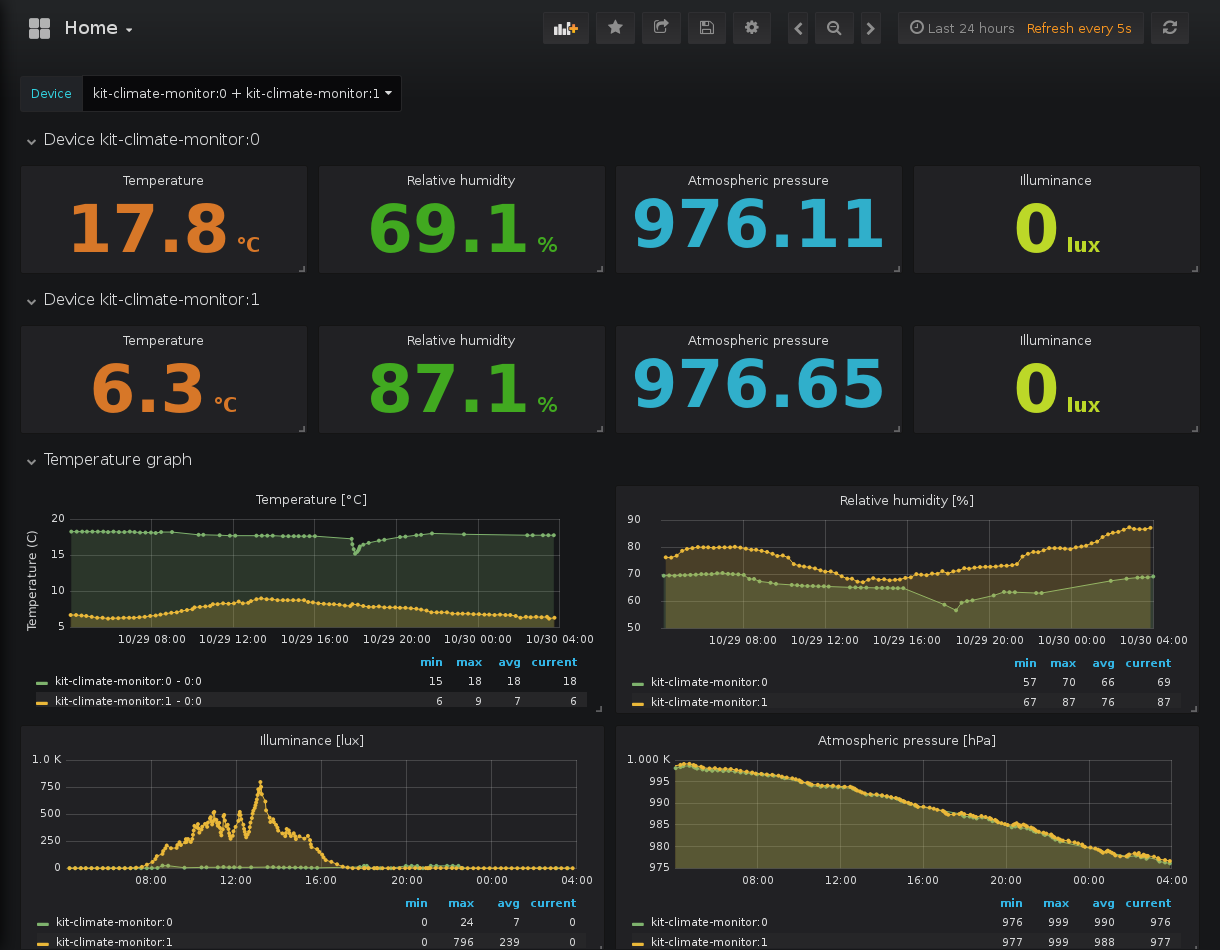 Home
Last 24 hours Refresh every 5s
Device kit-climate-monitor:0 + kit-climate-monitor:1
Device kit-climate-monitor:0
Temperature Relative humidity Atmospheric pressure Illuminance
17.8 °C 69.1 % 976.11 0 lux
Device kit-climate-monitor:1
Temperature Relative humidity Atmospheric pressure Illuminance
6.3 °C 87.1 % 976.65 0 lux
Temperature graph
Temperature [°C]
Temperature (C)
20
15
10
5
10/29 08:00 10/29 12:00 10/29 16:00 10/29 20:00 10/30 00:00 10/30 04:00
min max avg current
kit-climate-monitor:0 - 0:0 15 18 18 18
kit-climate-monitor:1 - 0:0 6 9 7 6
Relative humidity [%]
90
80
70
60
50
10/29 08:00 10/29 12:00 10/29 16:00 10/29 20:00 10/30 00:00 10/30 04:00
min max avg current
kit-climate-monitor:0 57 70 66 69
kit-climate-monitor:1 67 87 76 87
Illuminance [lux]
1.0 K
750
500
250
0
08:00 12:00 16:00 20:00 00:00 04:00
min max avg current
kit-climate-monitor:0 0 24 7 0
kit-climate-monitor:1 0 796 239 0
Atmospheric pressure [hPa]
1.000 K
995
990
985
980
975
08:00 12:00 16:00 20:00 00:00 04:00
min max avg current
kit-climate-monitor:0 976 999 990 976
kit-climate-monitor:1 977 999 988 977